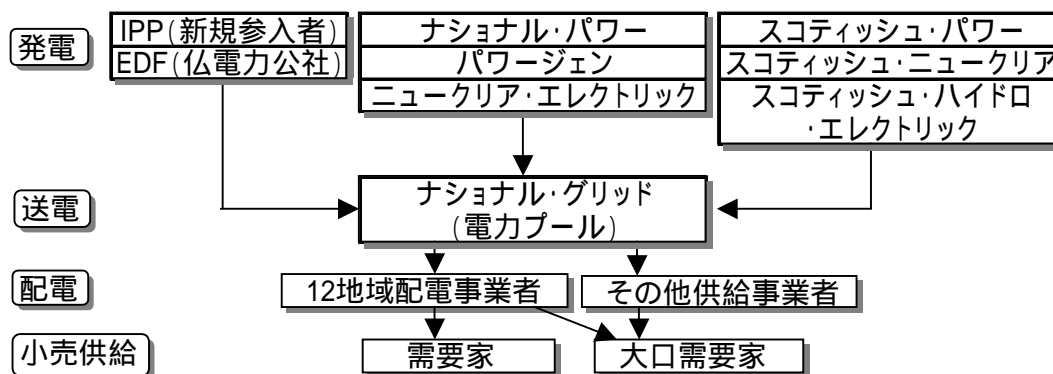 発電
IPP(新規参入者)
EDF(仏電力公社)
ナショナル・パワー
パワージェン
ニュークリア・エレクトリック
スコティッシュ・パワー
スコティッシュ・ニュークリア
スコティッシュ・ハイドロ
・エレクトリック
送電
ナショナル・グリッド
(電力プール)
配電
12地域配電事業者
その他供給事業者
小売供給
需要家
大口需要家